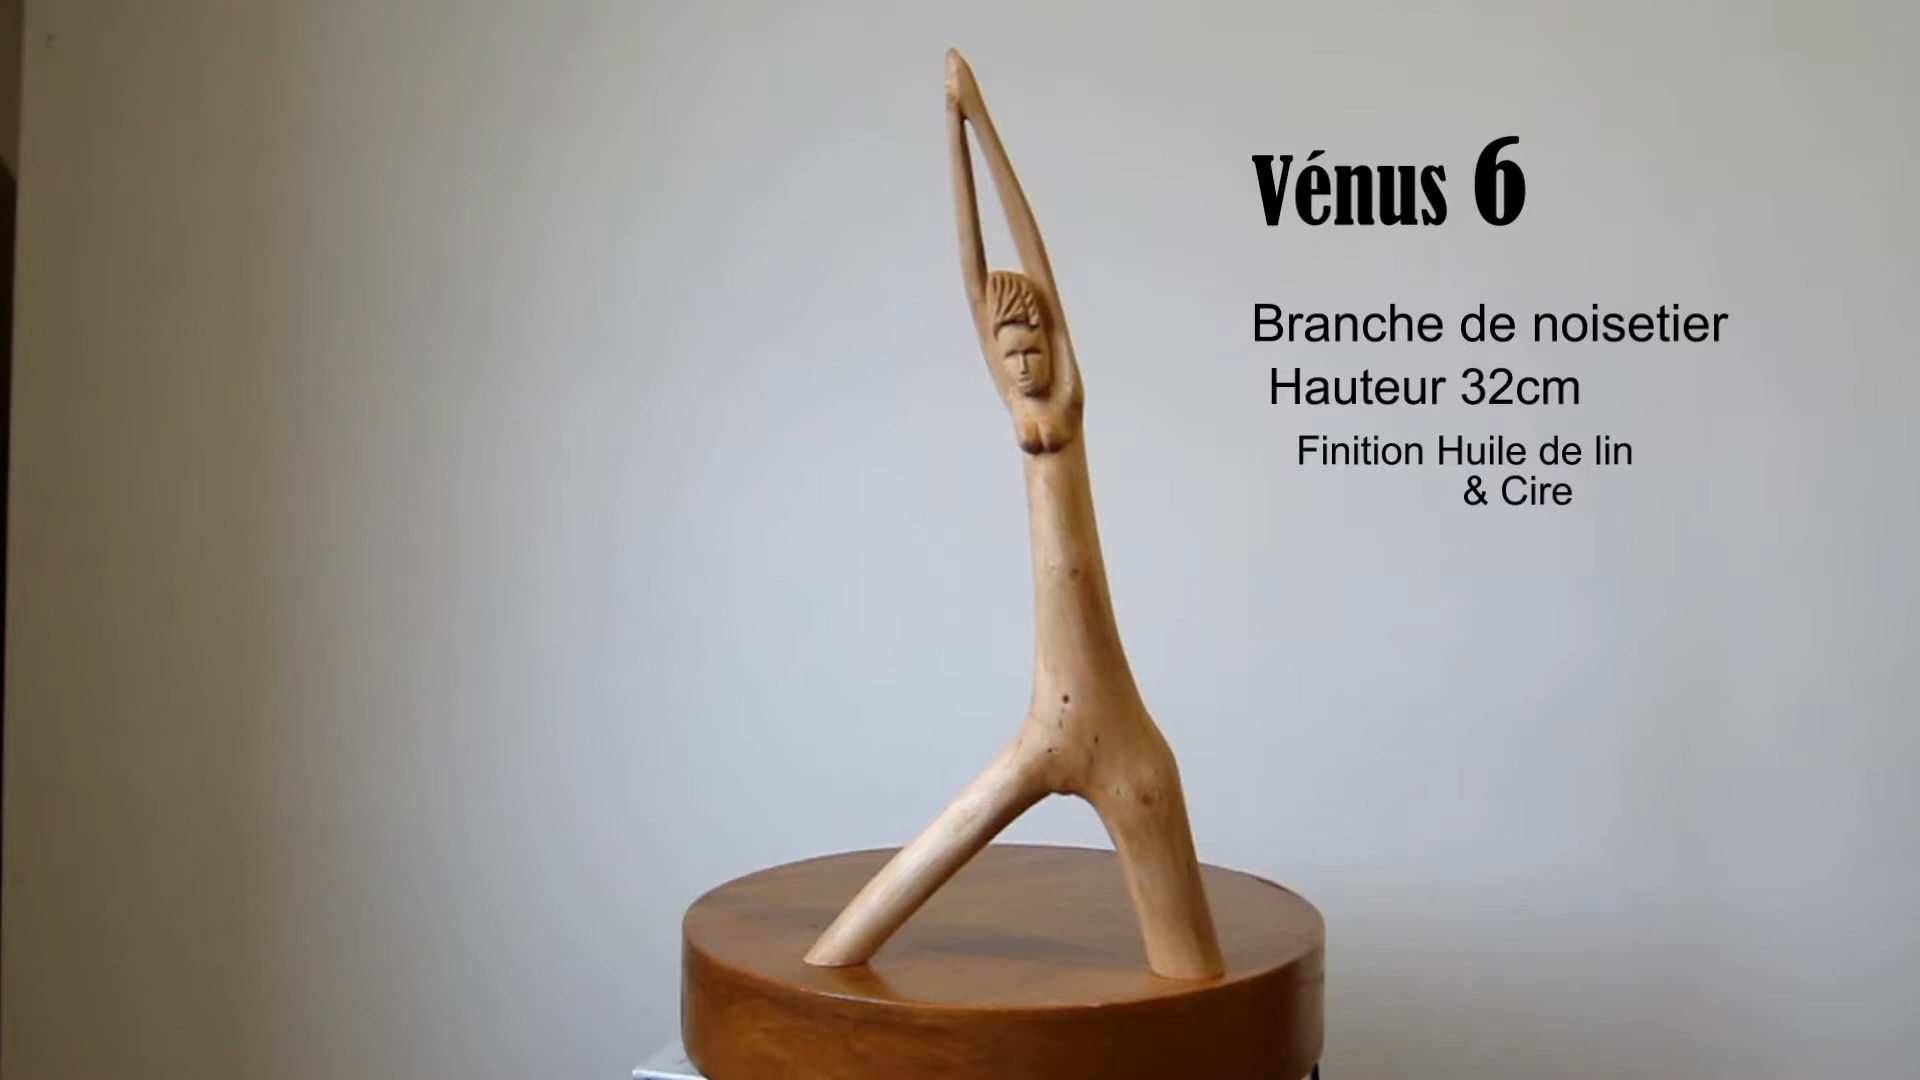 Vénus 6
Branche de noisetier
Hauteur 32cm
Finition Huile de lin
& Cire